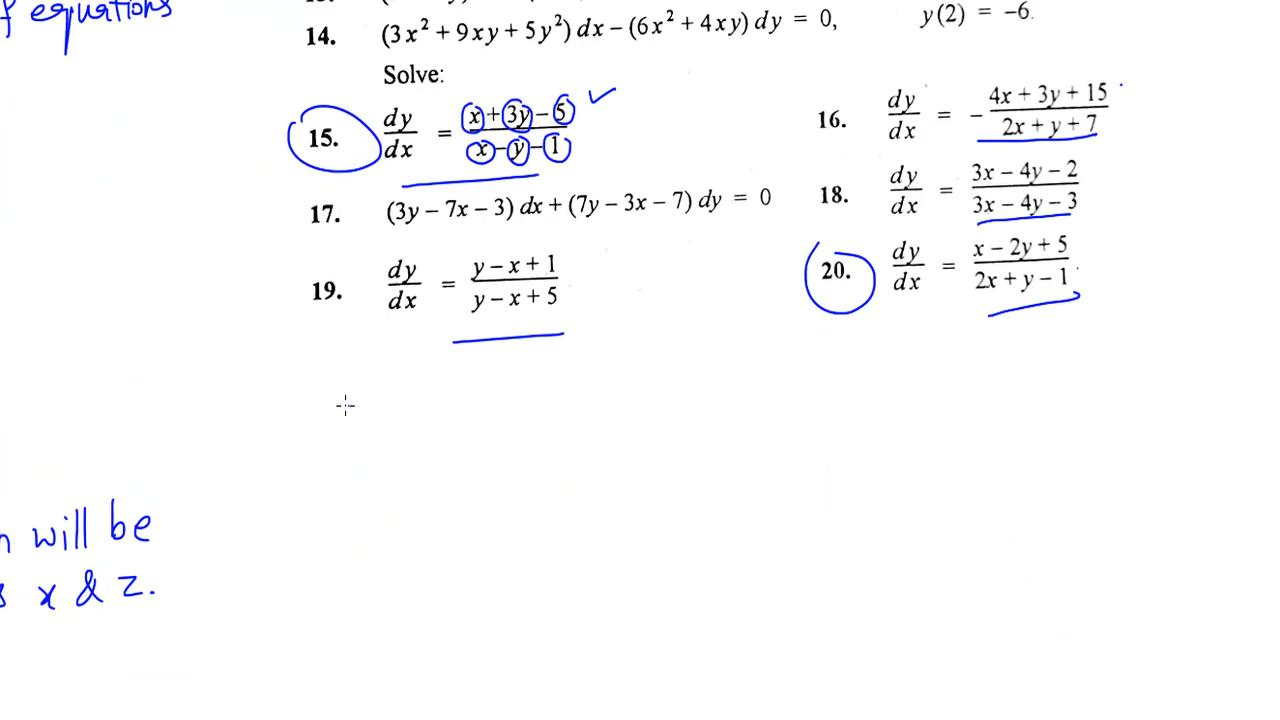 f equations
14. (3x² + 9xy + 5y²) dx − (6x² + 4xy) dy = 0, y(2) = −6.
Solve:
15. dy/dx = (x + 3y − 5)/(x − y − 1) ✓
16. dy/dx = − (4x + 3y + 15)/(2x + y + 7)
17. (3y − 7x − 3) dx + (7y − 3x − 7) dy = 0
18. dy/dx = (3x − 4y − 2)/(3x − 4y − 3)
19. dy/dx = (y − x + 1)/(y − x + 5)
20. dy/dx = (x − 2y + 5)/(2x + y − 1)
n will be
s x & z.